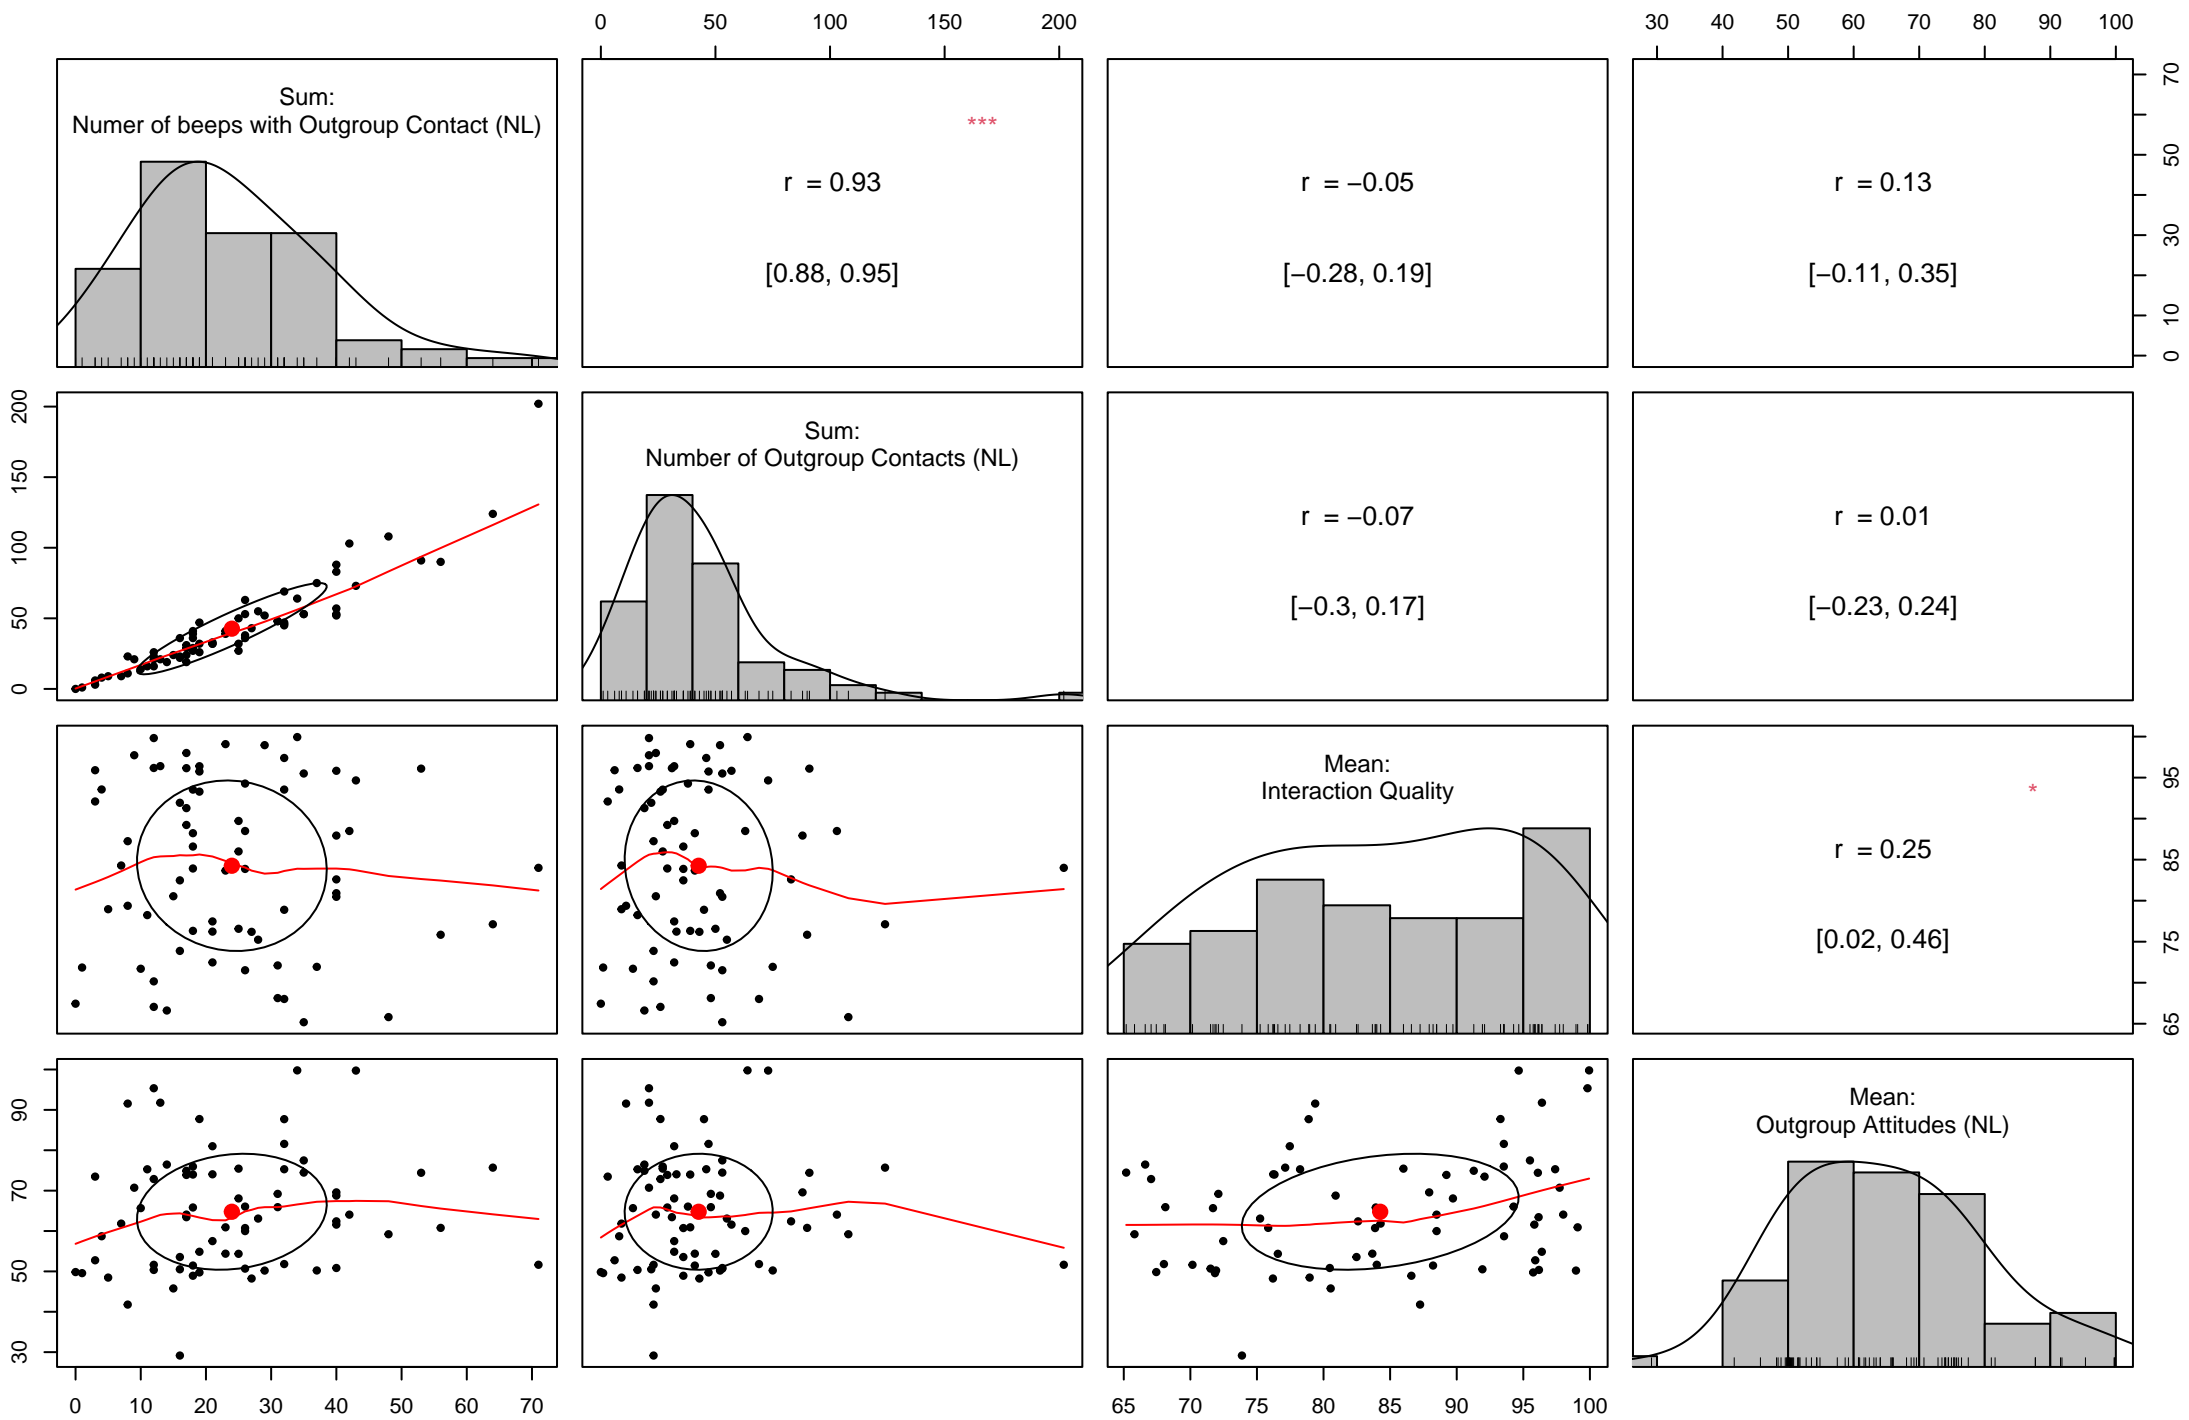 0 50 100 150 200
30 40 50 60 70 80 90 100
Sum:
Numer of beeps with Outgroup Contact (NL)
***
r = 0.93
[0.88, 0.95]
r = −0.05
[−0.28, 0.19]
r = 0.13
[−0.11, 0.35]
70
50
30
10
0
200
150
100
50
0
Sum:
Number of Outgroup Contacts (NL)
r = −0.07
[−0.3, 0.17]
r = 0.01
[−0.23, 0.24]
Mean:
Interaction Quality
*
r = 0.25
[0.02, 0.46]
95
85
75
65
90
70
50
30
Mean:
Outgroup Attitudes (NL)
0 10 20 30 40 50 60 70
65 70 75 80 85 90 95 100